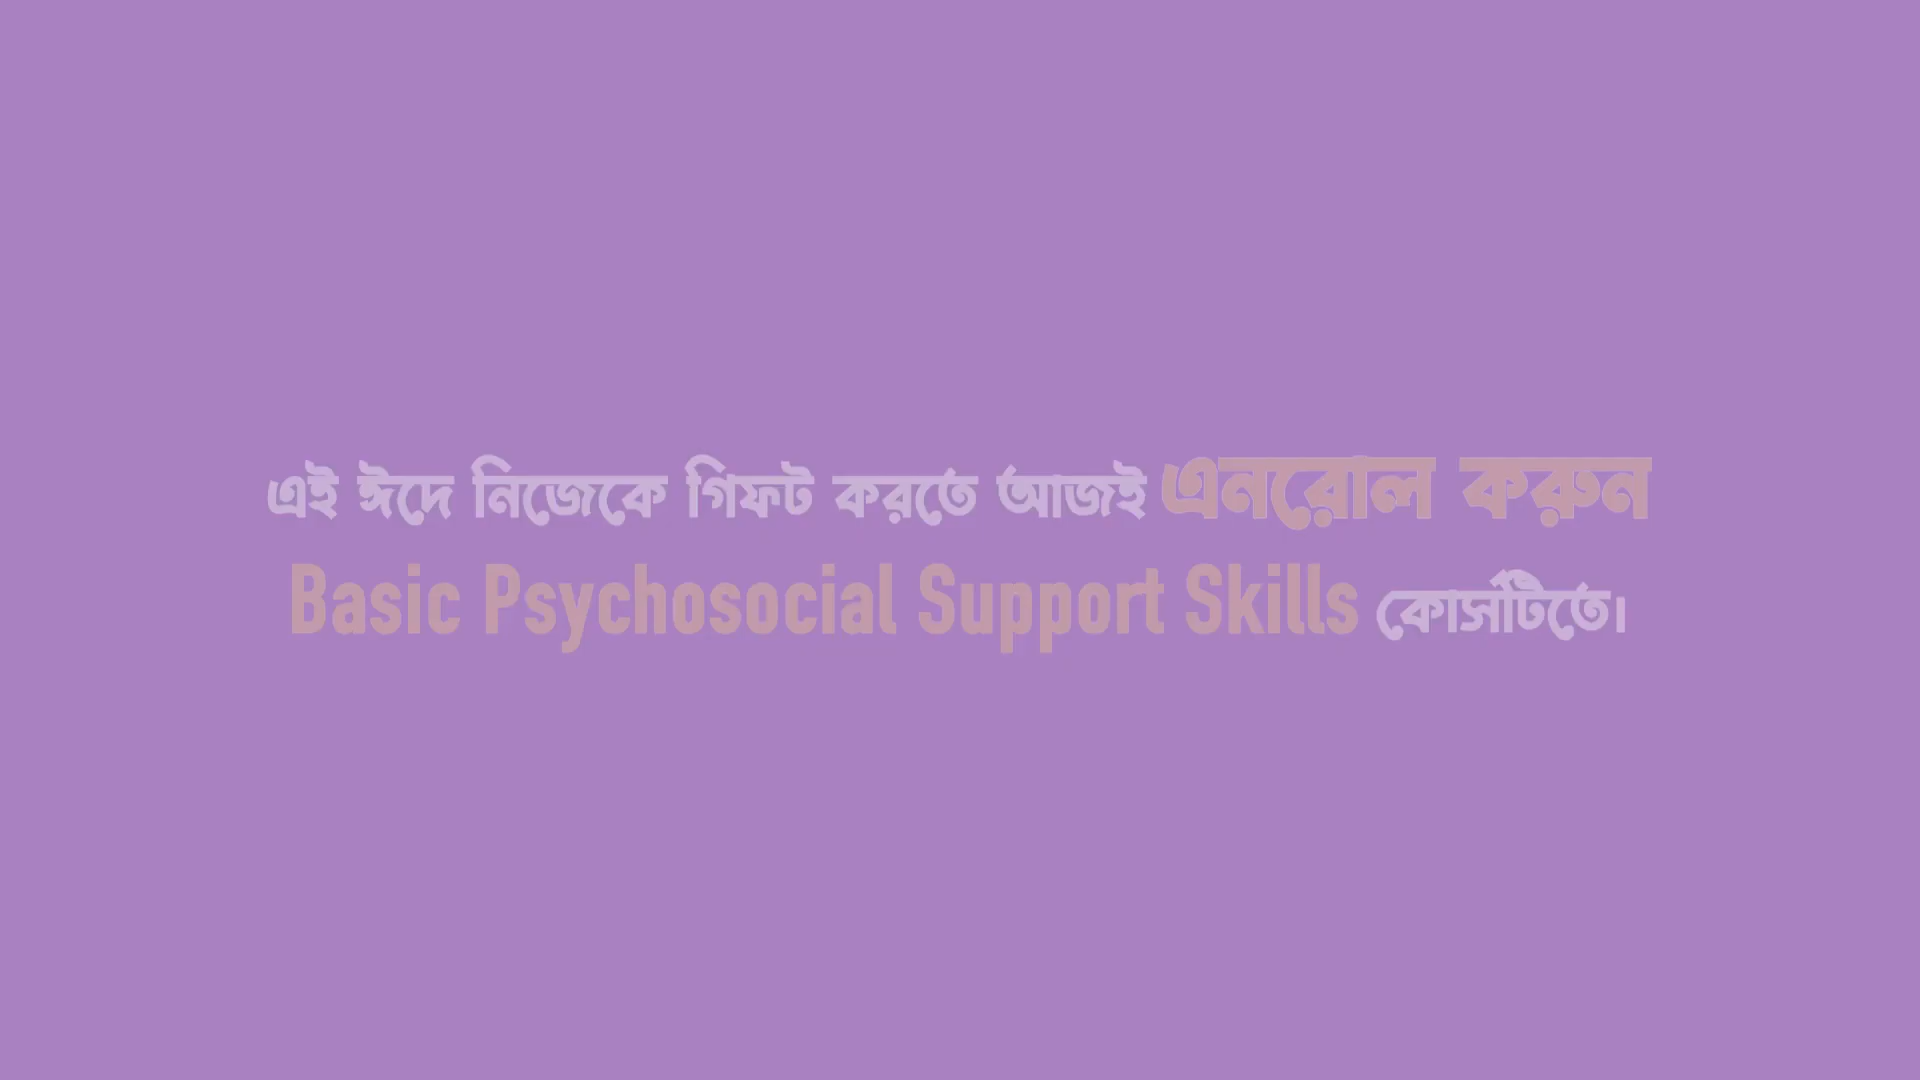 এই ঈদে নিজেকে গিফট করতে আজই এনরোল করুন
Basic Psychosocial Support Skills কোর্সটিতে।